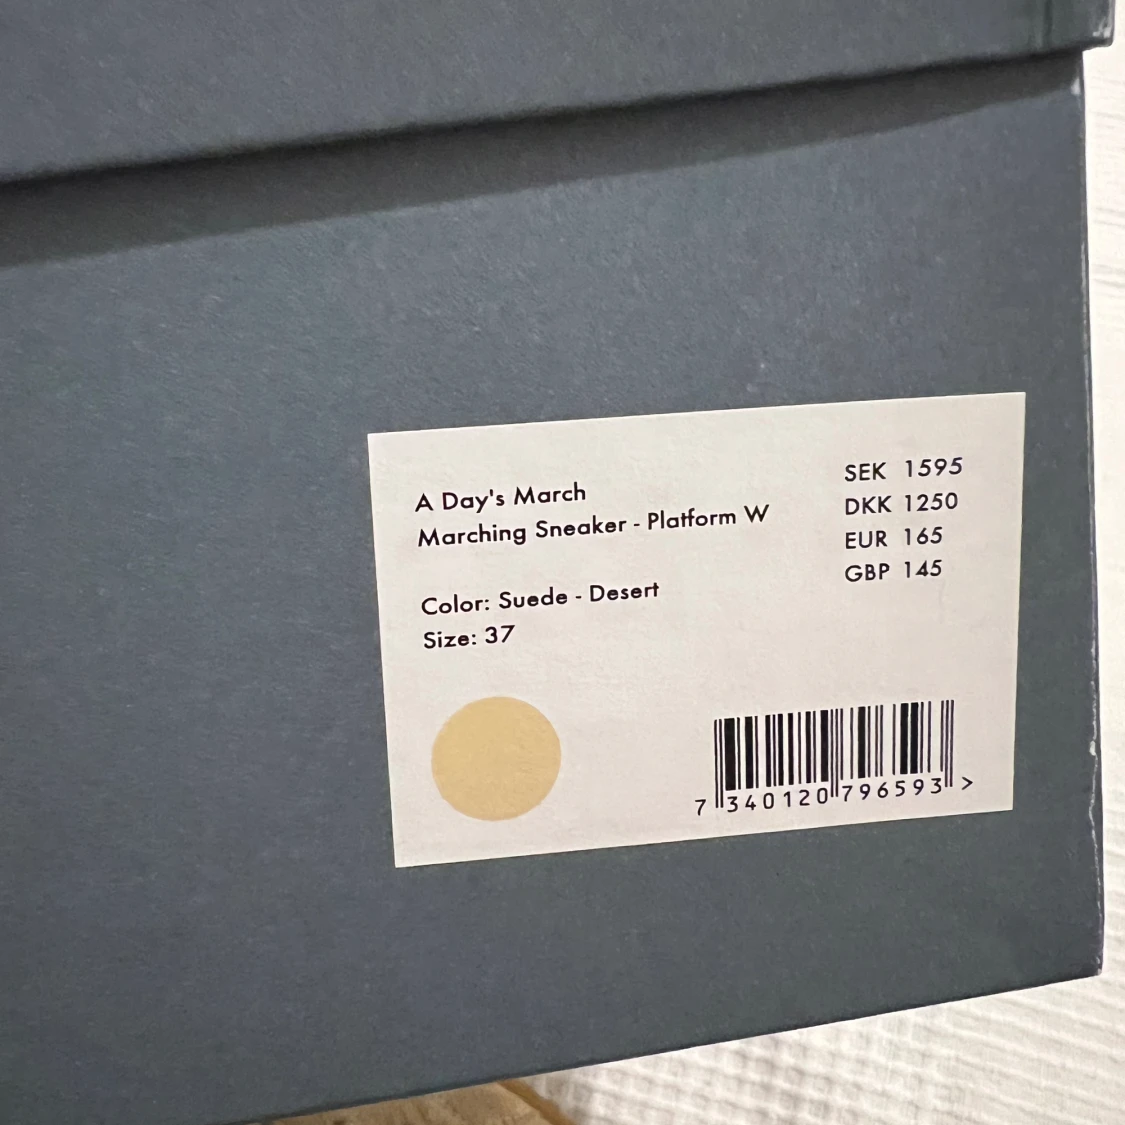 A Day's March
Marching Sneaker - Platform W
Color: Suede - Desert
Size: 37
SEK 1595
DKK 1250
EUR 165
GBP 145
7 340120 796593 >